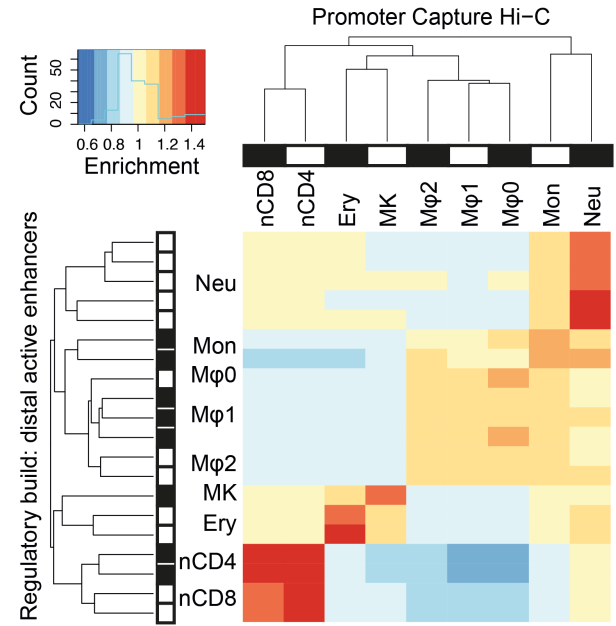 Promoter Capture Hi−C
Count
0 20 50
0.6 0.8 1 1.2 1.4
Enrichment
nCD8 nCD4 Ery MK Mφ2 Mφ1 Mφ0 Mon Neu
Regulatory build: distal active enhancers
Neu
Mon
Mφ0
Mφ1
Mφ2
MK
Ery
nCD4
nCD8